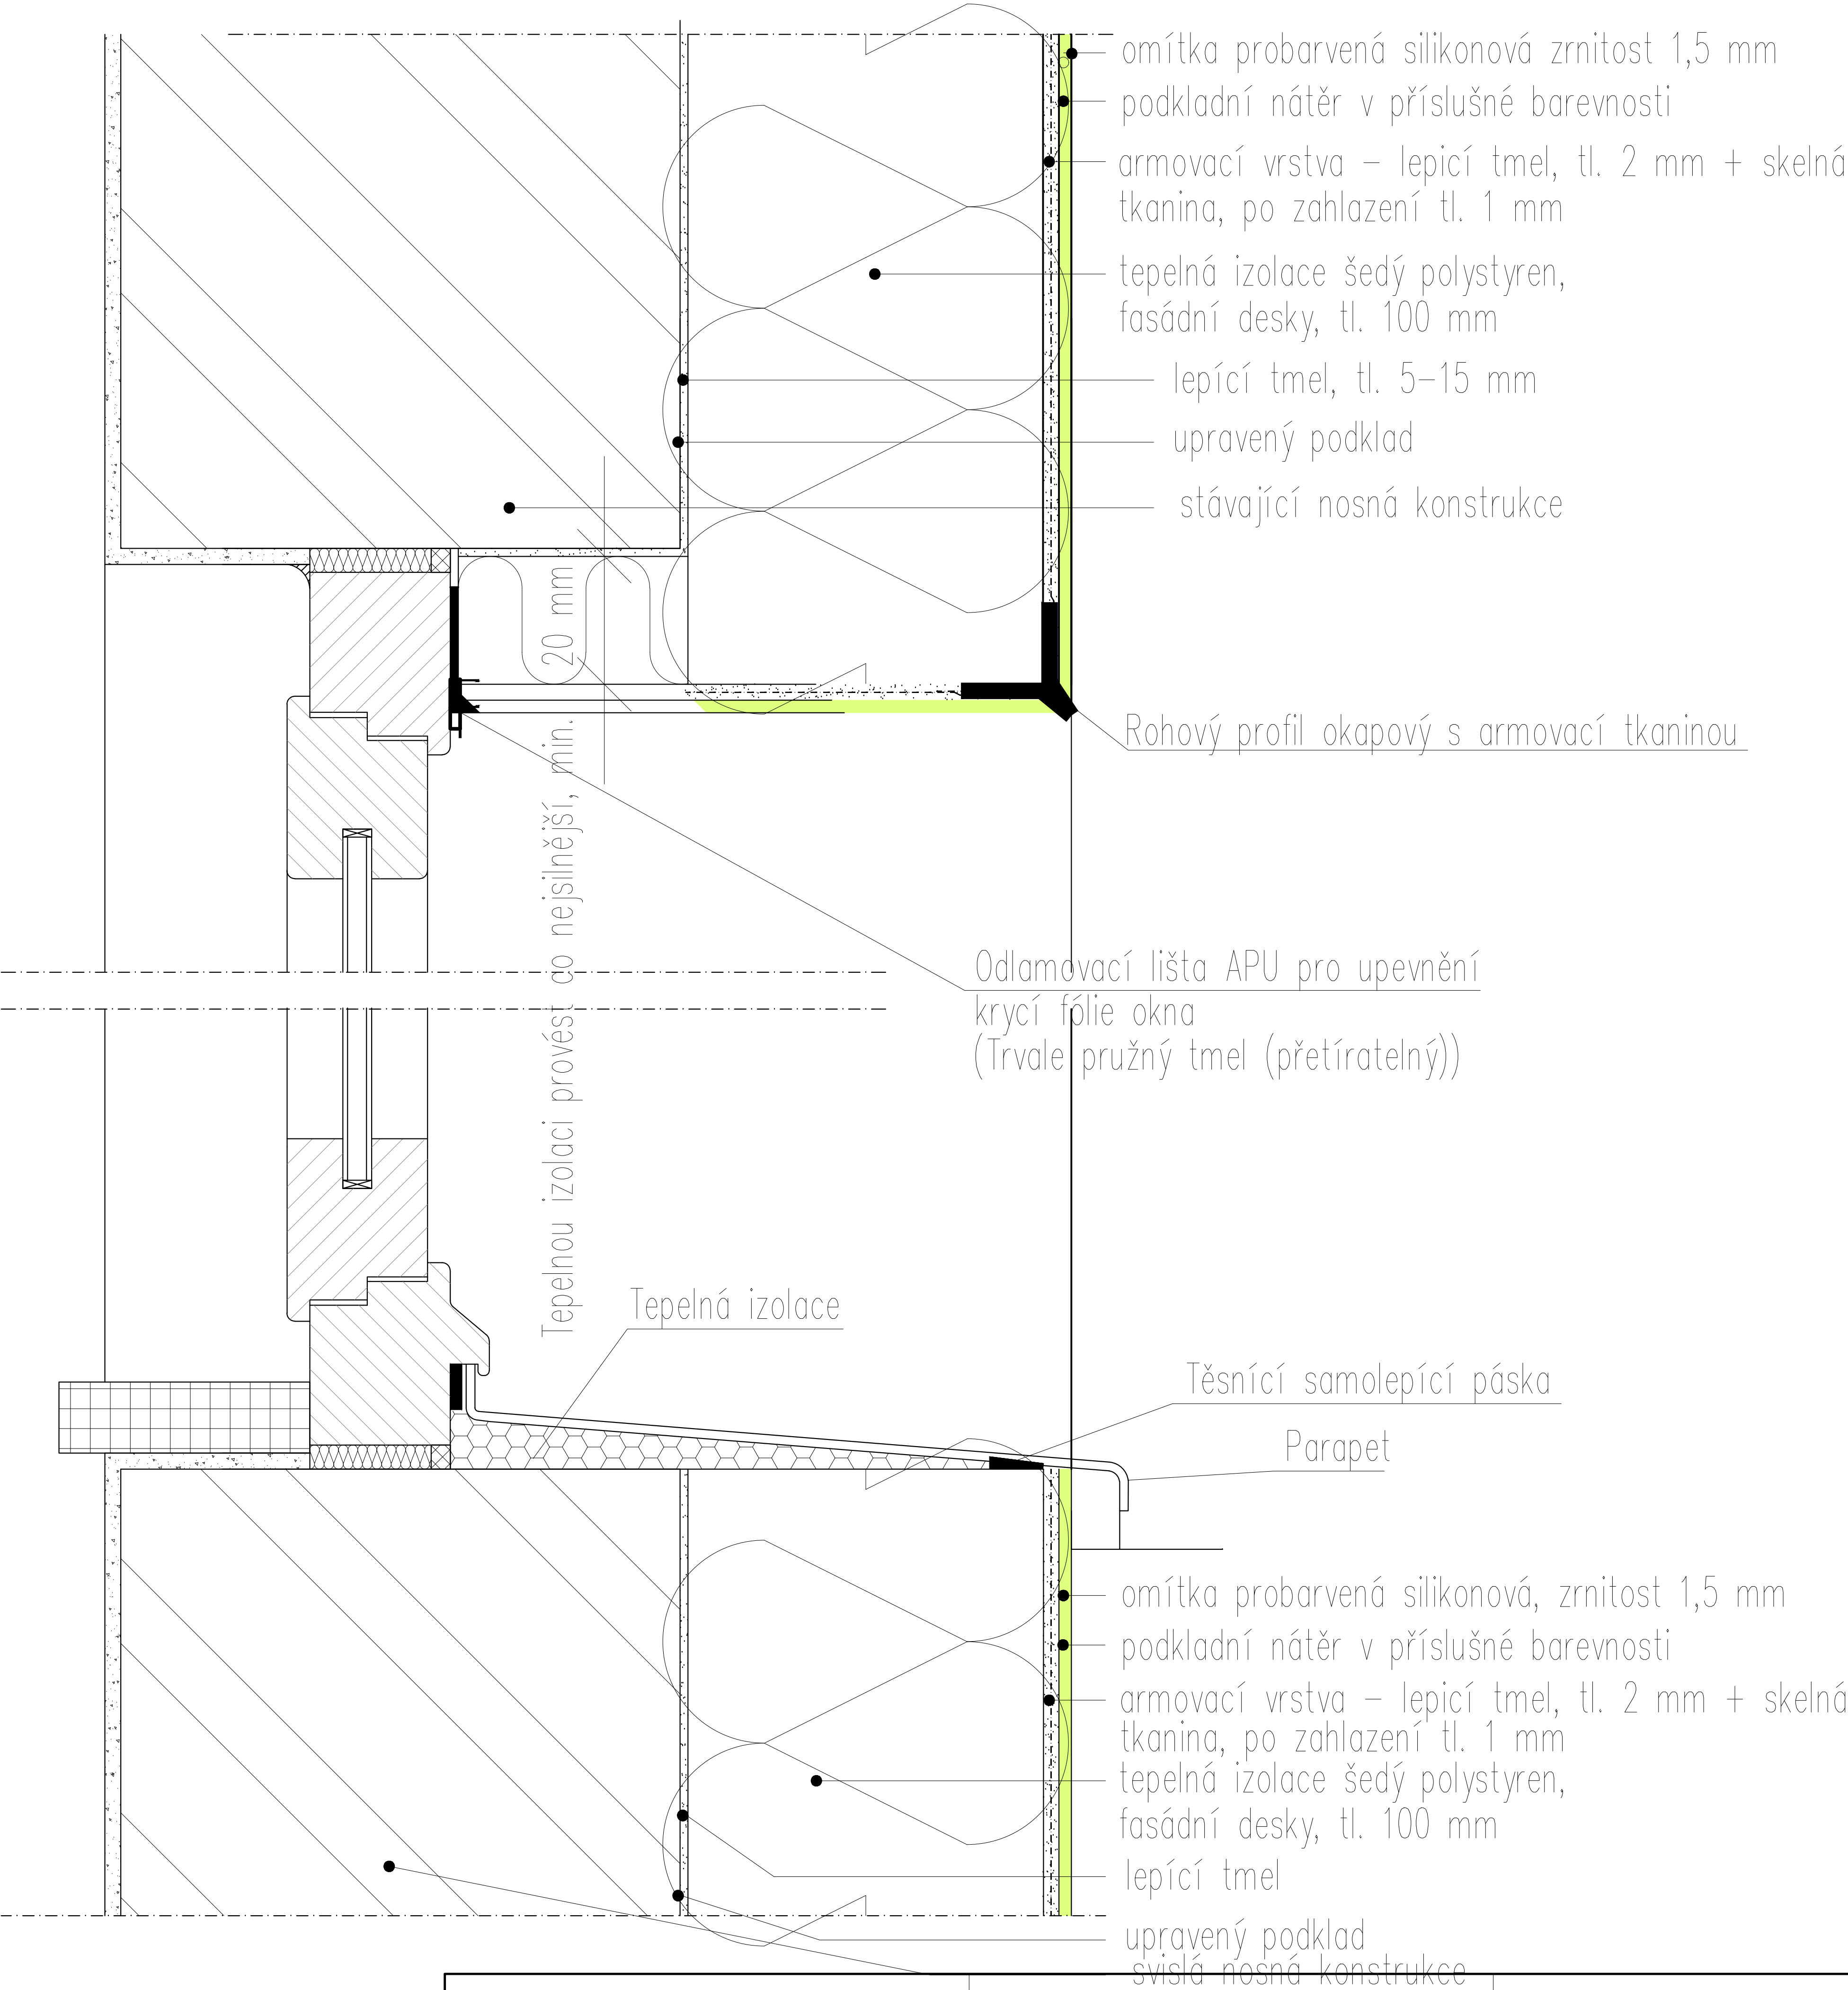 omítka probarvená silikonová zrnitost 1,5 mm
podkladní nátěr v příslušné barevnosti
armovací vrstva – lepicí tmel, tl. 2 mm + skelná
tkanina, po zahlazení tl. 1 mm
tepelná izolace šedý polystyren,
fasádní desky, tl. 100 mm
lepící tmel, tl. 5–15 mm
upravený podklad
stávající nosná konstrukce
Tepelnou izolaci provést co nejsilnější, min. 20 mm
Rohový profil okapový s armovací tkaninou
Odlamovací lišta APU pro upevnění
krycí fólie okna
(Trvale pružný tmel (přetíratelný))
Tepelná izolace
Těsnící samolepící páska
Parapet
omítka probarvená silikonová, zrnitost 1,5 mm
podkladní nátěr v příslušné barevnosti
armovací vrstva – lepicí tmel, tl. 2 mm + skelná
tkanina, po zahlazení tl. 1 mm
tepelná izolace šedý polystyren,
fasádní desky, tl. 100 mm
lepící tmel
upravený podklad
svislá nosná konstrukce